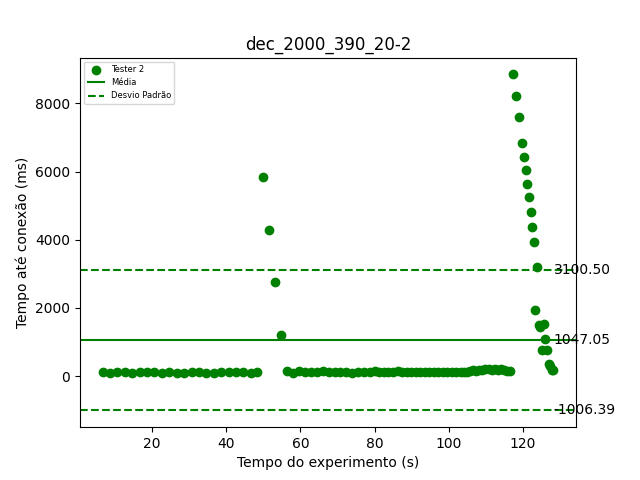 dec_2000_390_20-2
Tester 2
Média
Desvio Padrão
Tempo até conexão (ms)
8000
6000
4000
2000
0
3100.50
1047.05
-1006.39
20 40 60 80 100 120
Tempo do experimento (s)